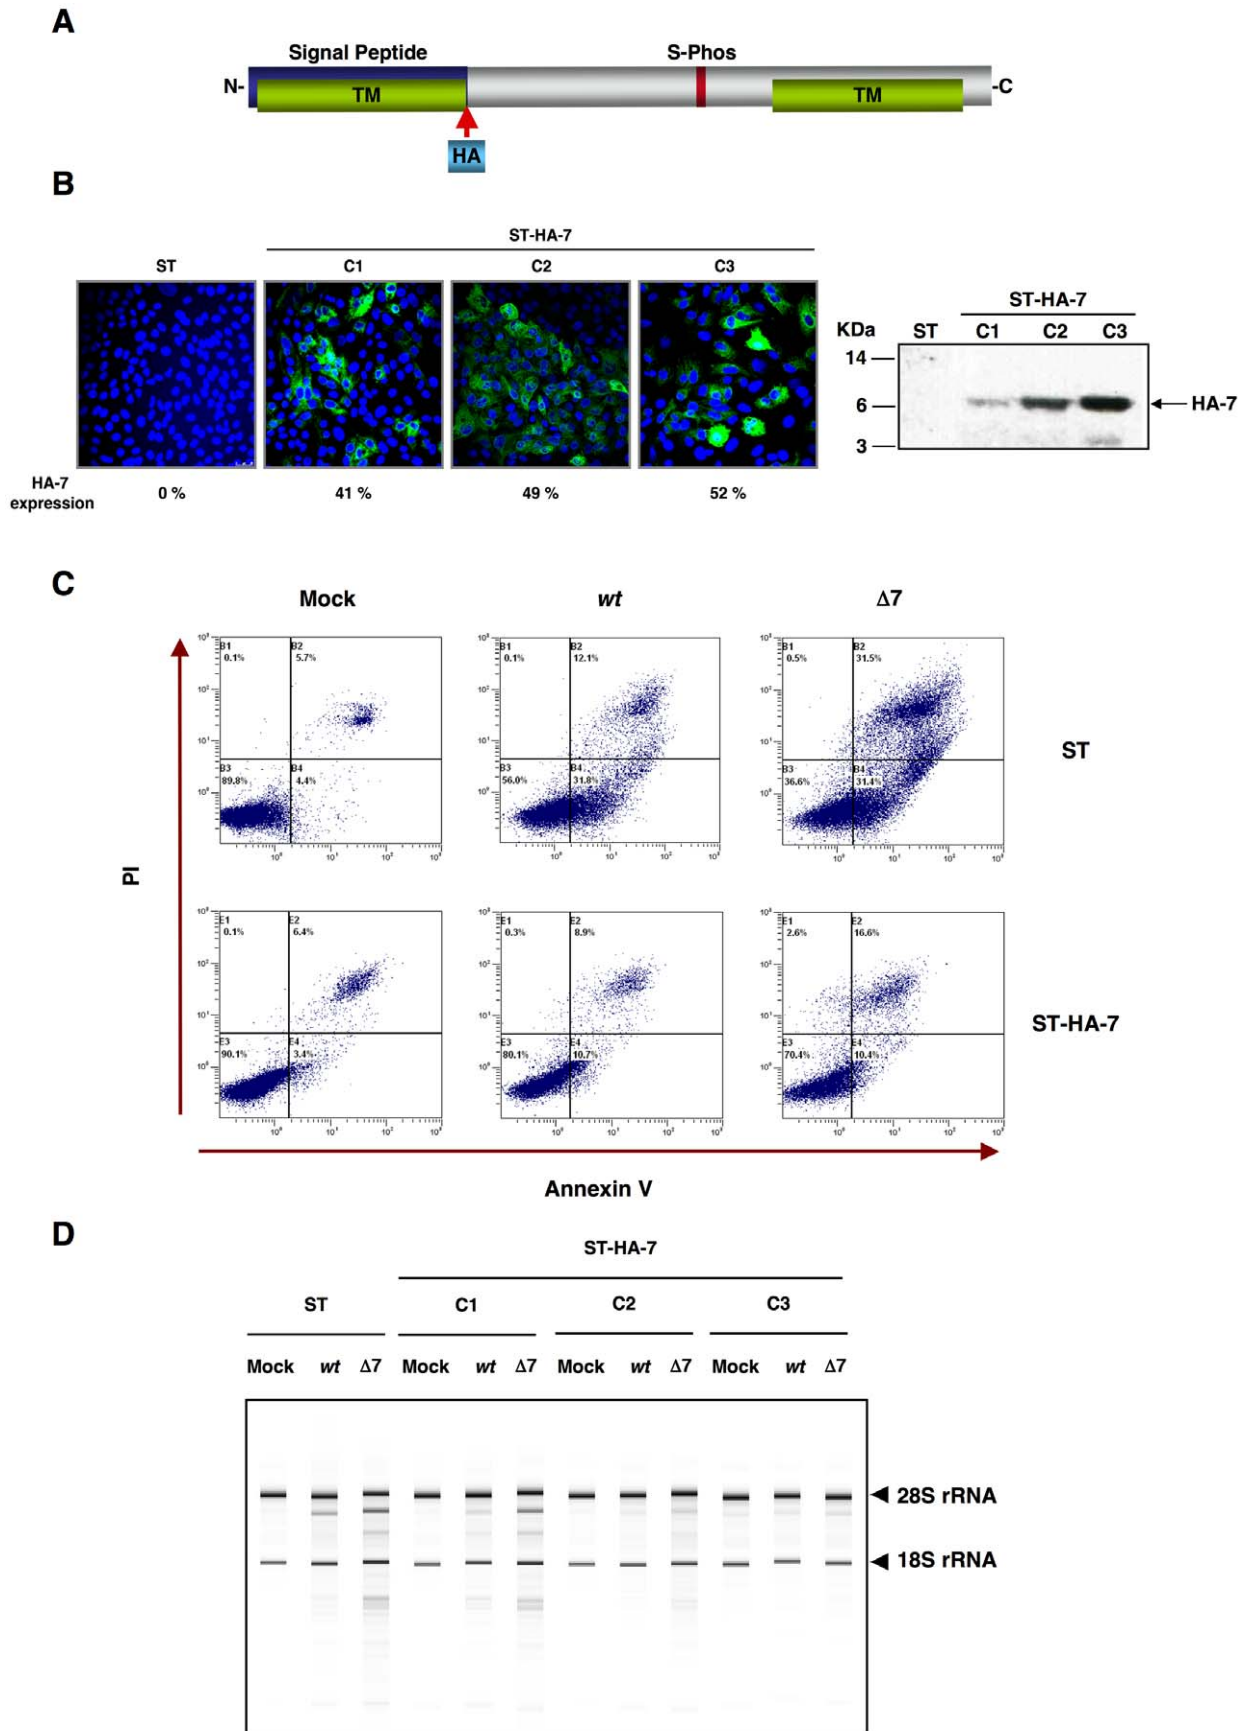 A
Signal Peptide S-Phos
N- TM TM -C
HA
B
ST-HA-7
ST C1 C2 C3
HA-7 expression 0 % 41 % 49 % 52 %
ST-HA-7
KDa ST C1 C2 C3
14
6
3
HA-7
C
Mock wt Δ7
B1 0.1% B2 5.7%
B3 89.8% B4 4.4%
B1 0.1% B2 12.1%
B3 56.0% B4 31.8%
B1 0.5% B2 31.5%
B3 36.6% B4 31.4%
ST
PI
E1 0.1% E2 6.4%
E3 90.1% E4 3.4%
E1 0.3% E2 8.9%
E3 80.1% E4 10.7%
E1 2.6% E2 16.6%
E3 70.4% E4 10.4%
ST-HA-7
Annexin V
D
ST-HA-7
ST C1 C2 C3
Mock wt Δ7 Mock wt Δ7 Mock wt Δ7 Mock wt Δ7
28S rRNA
18S rRNA